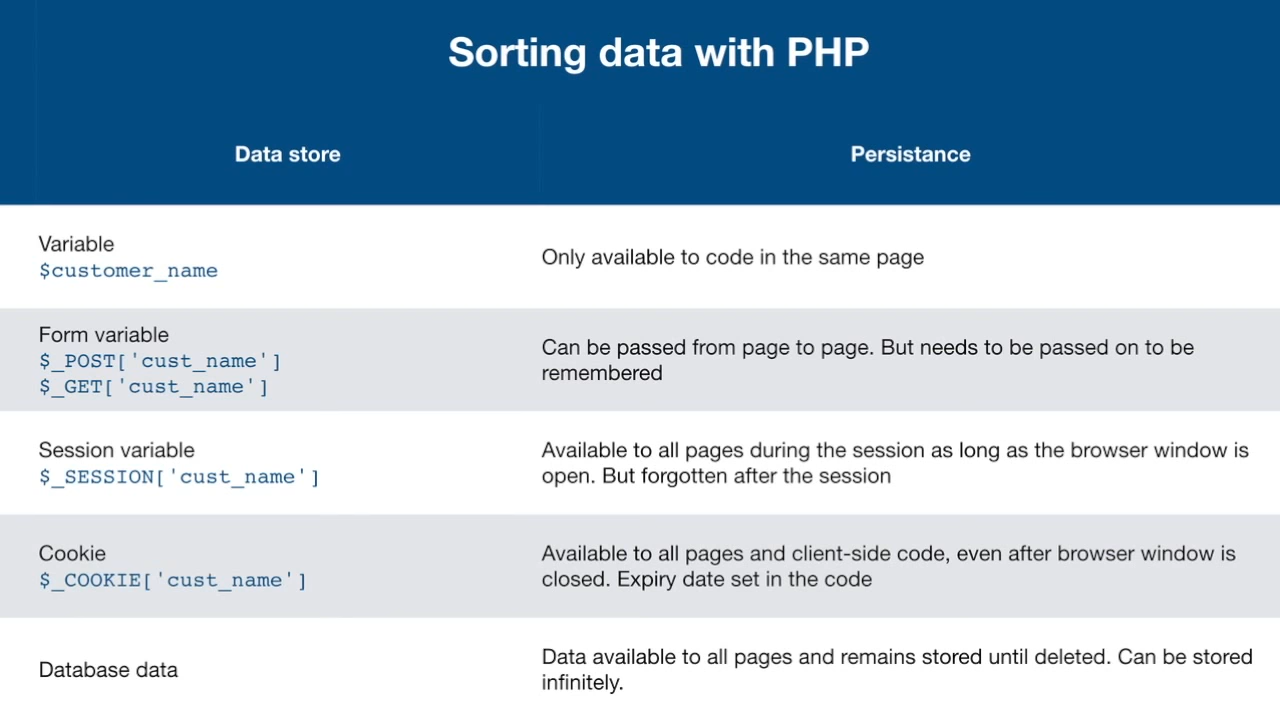 Sorting data with PHP
Data store
Persistance
Variable
$customer_name
Only available to code in the same page
Form variable
$_POST['cust_name']
$_GET['cust_name']
Can be passed from page to page. But needs to be passed on to be
remembered
Session variable
$_SESSION['cust_name']
Available to all pages during the session as long as the browser window is
open. But forgotten after the session
Cookie
$_COOKIE['cust_name']
Available to all pages and client-side code, even after browser window is
closed. Expiry date set in the code
Database data
Data available to all pages and remains stored until deleted. Can be stored
infinitely.